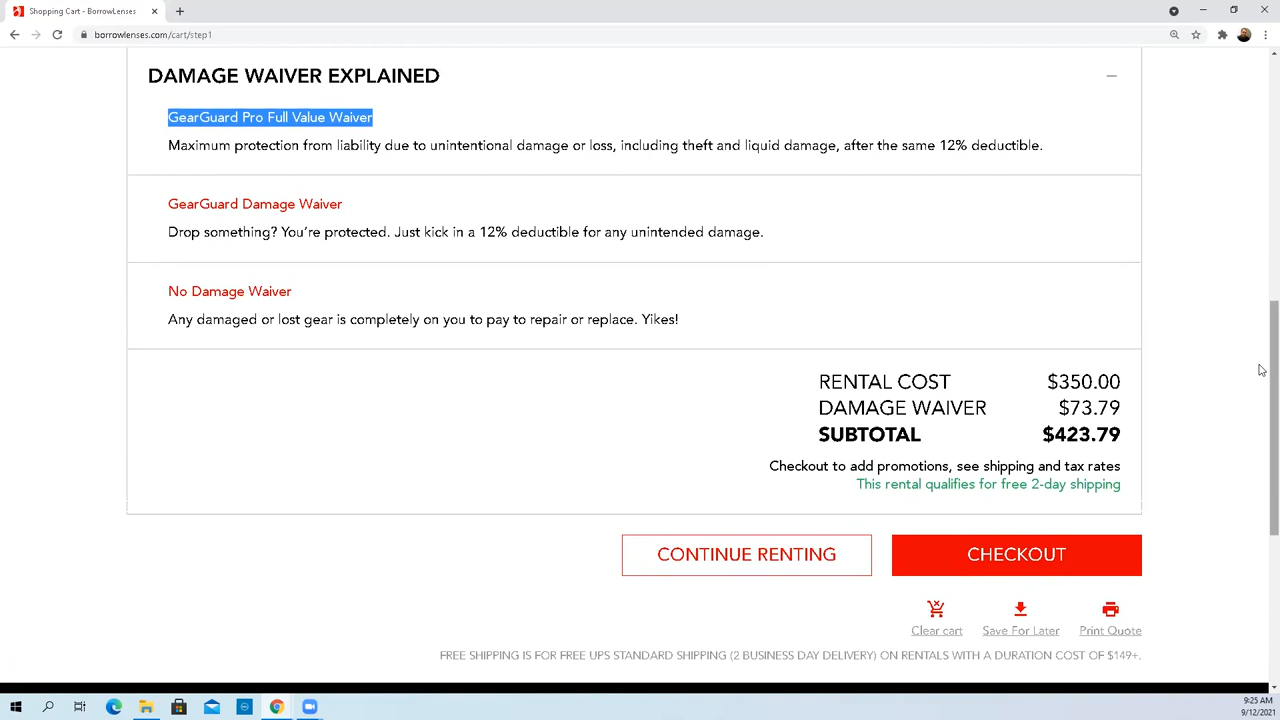 Shopping Cart - BorrowLenses
borrowlenses.com/cart/step1
DAMAGE WAIVER EXPLAINED
GearGuard Pro Full Value Waiver
Maximum protection from liability due to unintentional damage or loss, including theft and liquid damage, after the same 12% deductible.
GearGuard Damage Waiver
Drop something? You're protected. Just kick in a 12% deductible for any unintended damage.
No Damage Waiver
Any damaged or lost gear is completely on you to pay to repair or replace. Yikes!
RENTAL COST $350.00
DAMAGE WAIVER $73.79
SUBTOTAL $423.79
Checkout to add promotions, see shipping and tax rates
This rental qualifies for free 2-day shipping
CONTINUE RENTING CHECKOUT
Clear cart Save For Later Print Quote
FREE SHIPPING IS FOR FREE UPS STANDARD SHIPPING (2 BUSINESS DAY DELIVERY) ON RENTALS WITH A DURATION COST OF $149+.
9:25 AM
9/12/2021